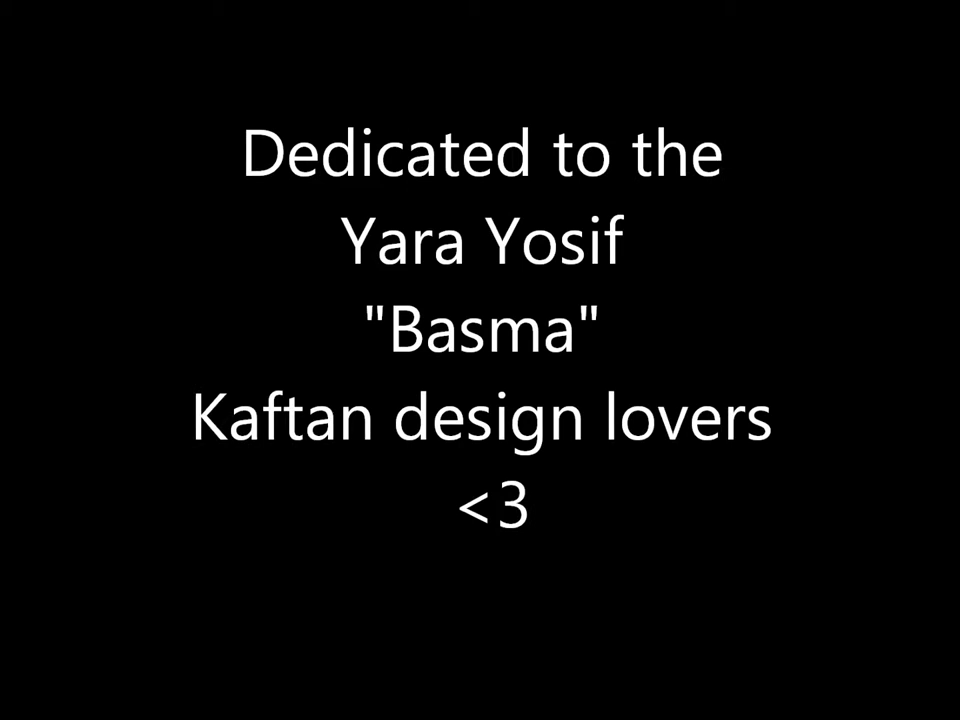 Dedicated to the
Yara Yosif
"Basma"
Kaftan design lovers
<3